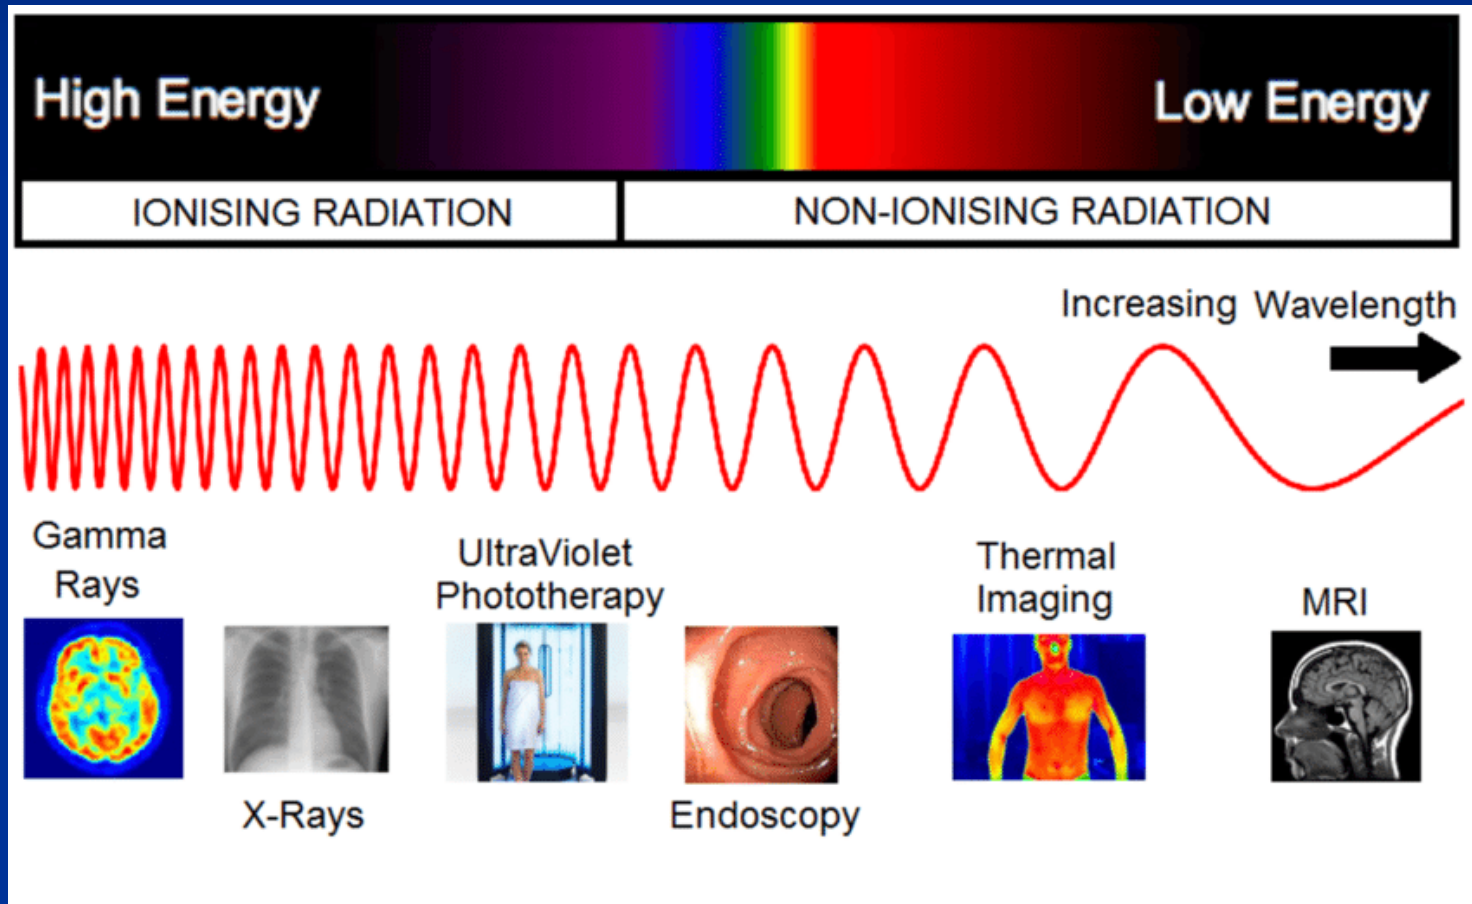 High Energy
Low Energy
IONISING RADIATION
NON-IONISING RADIATION
Increasing Wavelength
Gamma
Rays
UltraViolet
Phototherapy
Thermal
Imaging
MRI
X-Rays
Endoscopy